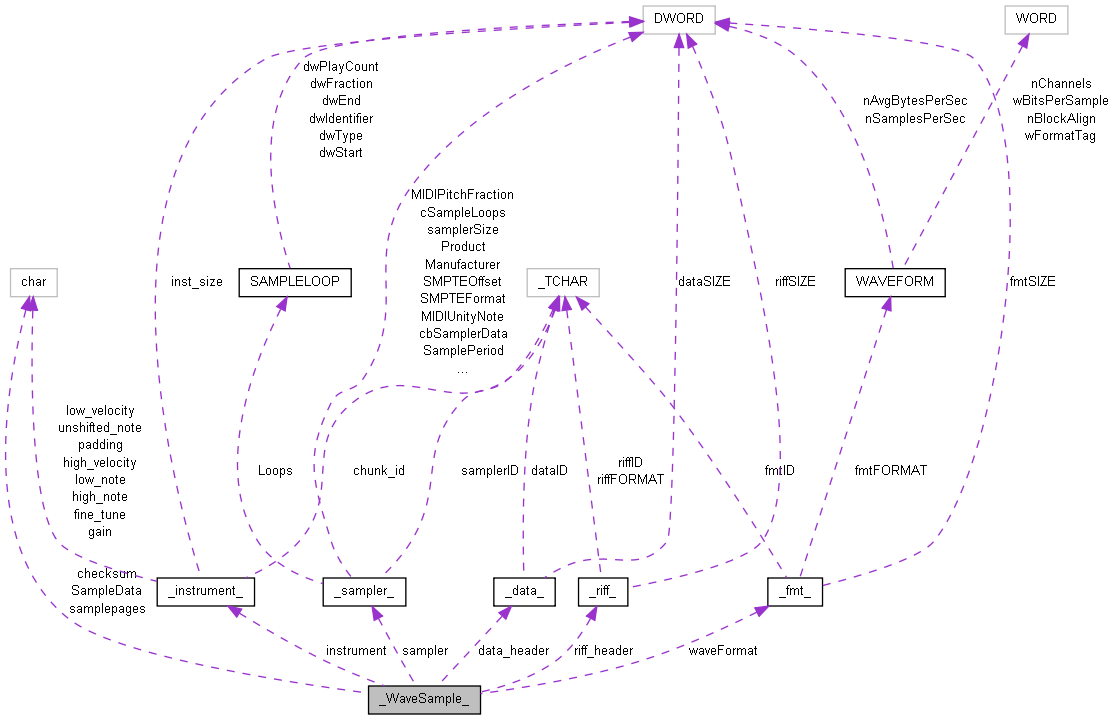 DWORD
WORD
dwPlayCount
dwFraction
dwEnd
dwIdentifier
dwType
dwStart
nAvgBytesPerSec
nSamplesPerSec
nChannels
wBitsPerSample
nBlockAlign
wFormatTag
MIDIPitchFraction
cSampleLoops
samplerSize
Product
Manufacturer
SMPTEOffset
SMPTEFormat
MIDIUnityNote
cbSamplerData
SamplePeriod
...
char
inst_size
SAMPLELOOP
_TCHAR
dataSIZE
riffSIZE
WAVEFORM
fmtSIZE
low_velocity
unshifted_note
padding
high_velocity
low_note
high_note
fine_tune
gain
Loops
chunk_id
samplerID
dataID
riffID
riffFORMAT
fmtID
fmtFORMAT
checksum
SampleData
samplepages
_instrument_
_sampler_
_data_
_riff_
_fmt_
instrument
sampler
data_header
riff_header
waveFormat
_WaveSample_